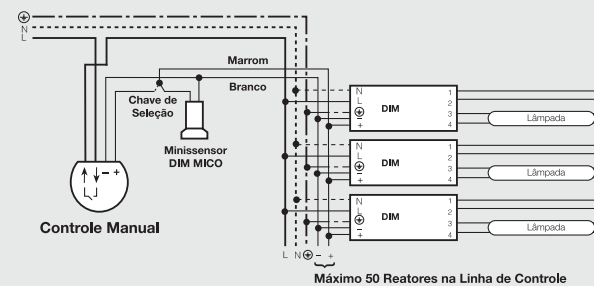 N
L
Marrom
Branco
Chave de
Seleção
Minissensor
DIM MICO
– +
Controle Manual
N
L
–
+
DIM
1
2
3
4
Lâmpada
N
L
–
+
DIM
1
2
3
4
Lâmpada
N
L
–
+
DIM
1
2
3
4
Lâmpada
L N – +
Máximo 50 Reatores na Linha de Controle